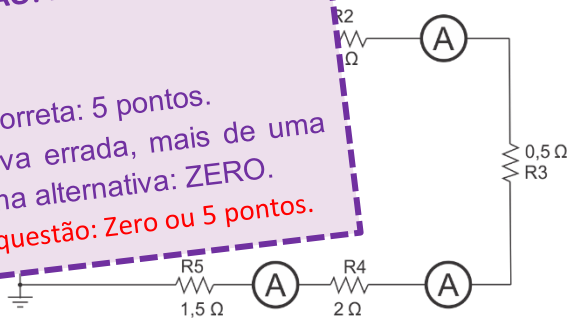 R2
Ω
A
orreta: 5 pontos.
va errada, mais de uma
na alternativa: ZERO.
questão: Zero ou 5 pontos.
0,5 Ω
R3
R5
A
R4
A
1,5 Ω
2 Ω